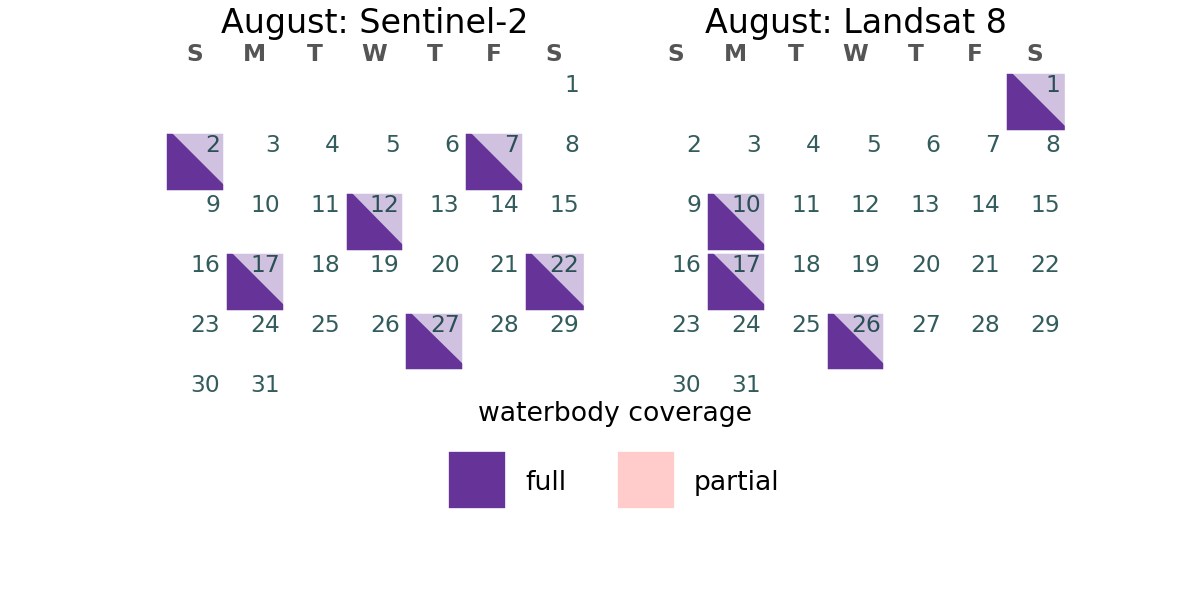 August: Sentinel-2
S M T W T F S
1
2 3 4 5 6 7 8
9 10 11 12 13 14 15
16 17 18 19 20 21 22
23 24 25 26 27 28 29
30 31
August: Landsat 8
S M T W T F S
1
2 3 4 5 6 7 8
9 10 11 12 13 14 15
16 17 18 19 20 21 22
23 24 25 26 27 28 29
30 31
waterbody coverage
full partial